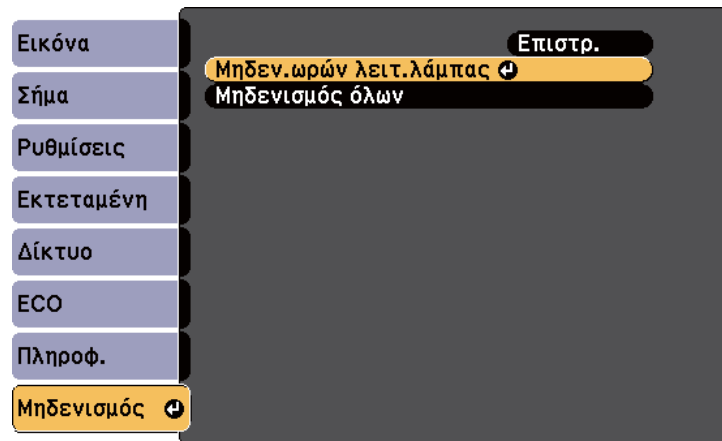 Εικόνα
Σήμα
Ρυθμίσεις
Εκτεταμένη
Δίκτυο
ECO
Πληροφ.
Μηδενισμός
Επιστρ.
Μηδεν.ωρών λειτ.λάμπας
Μηδενισμός όλων